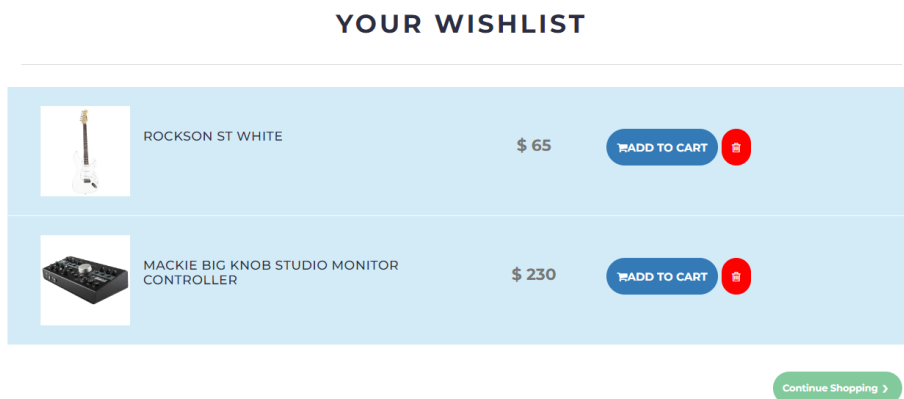 YOUR WISHLIST
ROCKSON ST WHITE
$ 65
ADD TO CART
MACKIE BIG KNOB STUDIO MONITOR
CONTROLLER
$ 230
ADD TO CART
Continue Shopping ❯